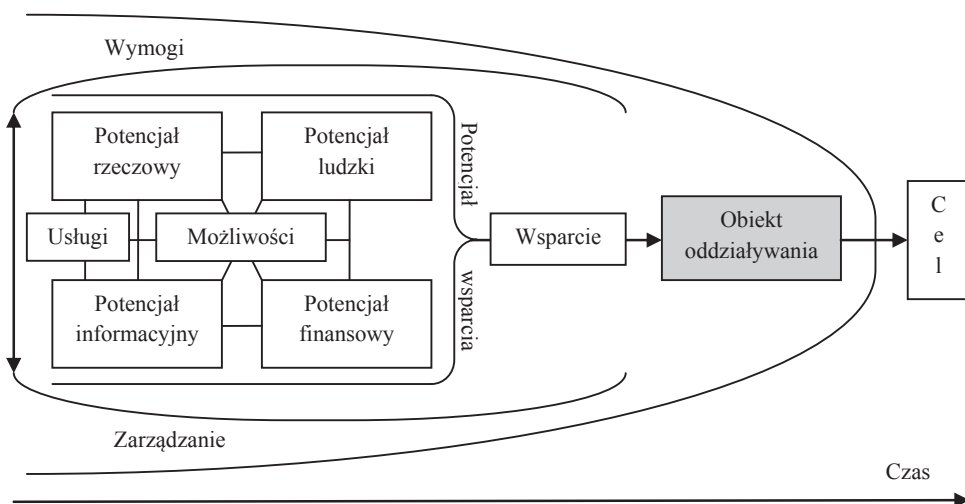 Wymogi
Potencjał
rzeczowy
Potencjał
ludzki
Potencjał
wsparcia
Usługi
Możliwości
Wsparcie
Obiekt
oddziaływania
C
e
l
Potencjał
informacyjny
Potencjał
finansowy
Zarządzanie
Czas